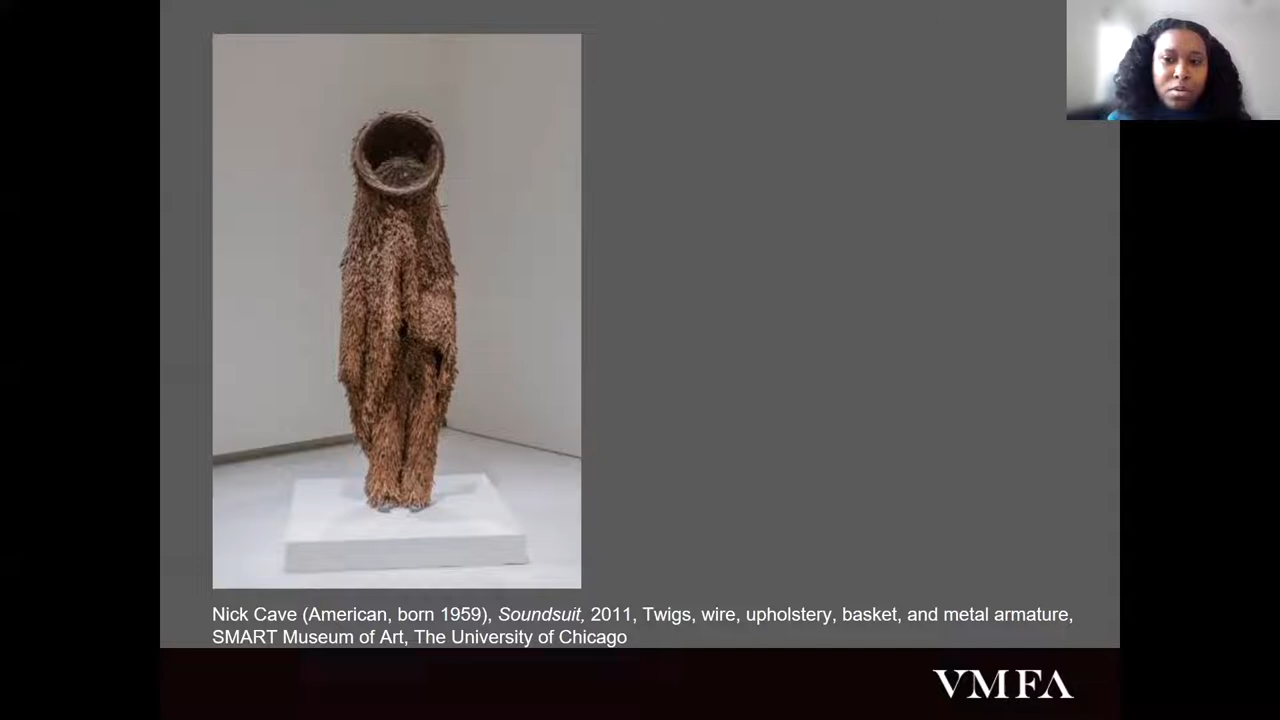 Nick Cave (American, born 1959), Soundsuit, 2011, Twigs, wire, upholstery, basket, and metal armature,
SMART Museum of Art, The University of Chicago
VMFA